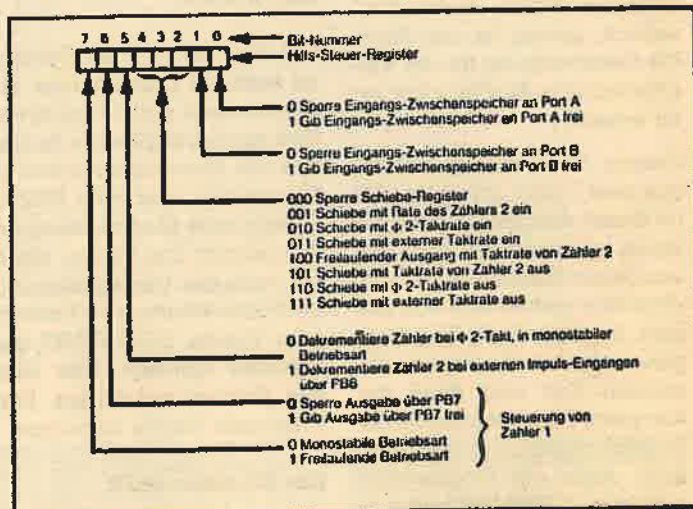 7 6 5 4 3 2 1 0
Bit-Nummer
Hilfs-Steuer-Register
0 Sperre Eingangs-Zwischenspeicher an Port A
1 Gib Eingangs-Zwischenspeicher an Port A frei
0 Sperre Eingangs-Zwischenspeicher an Port B
1 Gib Eingangs-Zwischenspeicher an Port B frei
000 Sperre Schiebe-Register
001 Schiebe mit Rate des Zählers 2 ein
010 Schiebe mit Φ 2-Taktrate ein
011 Schiebe mit externer Taktrate ein
100 Freilaufender Ausgang mit Taktrate von Zähler 2
101 Schiebe mit Taktrate von Zähler 2 aus
110 Schiebe mit Φ 2-Taktrate aus
111 Schiebe mit externer Taktrate aus
0 Dekrementiere Zähler bei Φ 2-Takt, in monostabiler
Betriebsart
1 Dekrementiere Zähler 2 bei externen Impuls-Eingängen
über PB6
0 Sperre Ausgabe über PB7
1 Gib Ausgabe über PB7 frei
Steuerung von
Zähler 1
0 Monostabile Betriebsart
1 Freilaufende Betriebsart